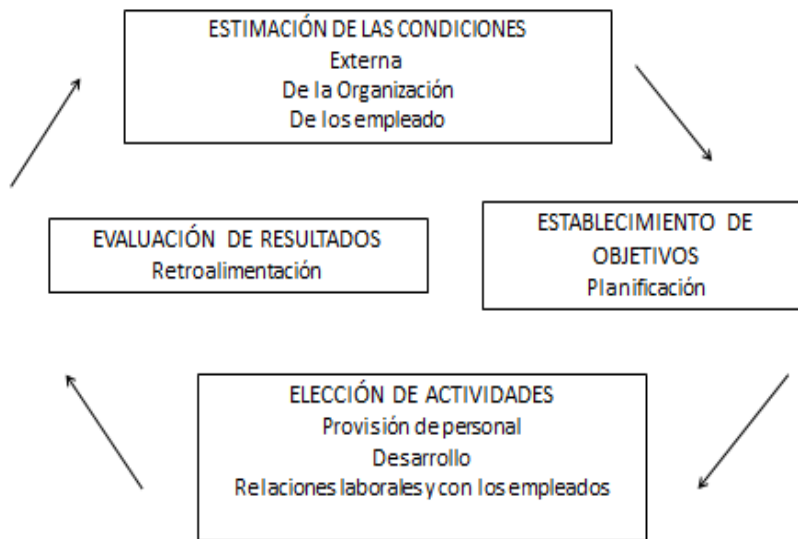 ESTIMACIÓN DE LAS CONDICIONES
Externa
De la Organización
De los empleado
EVALUACIÓN DE RESULTADOS
Retroalimentación
ESTABLECIMIENTO DE
OBJETIVOS
Planificación
ELECCIÓN DE ACTIVIDADES
Provisión de personal
Desarrollo
Relaciones laborales y con los empleados